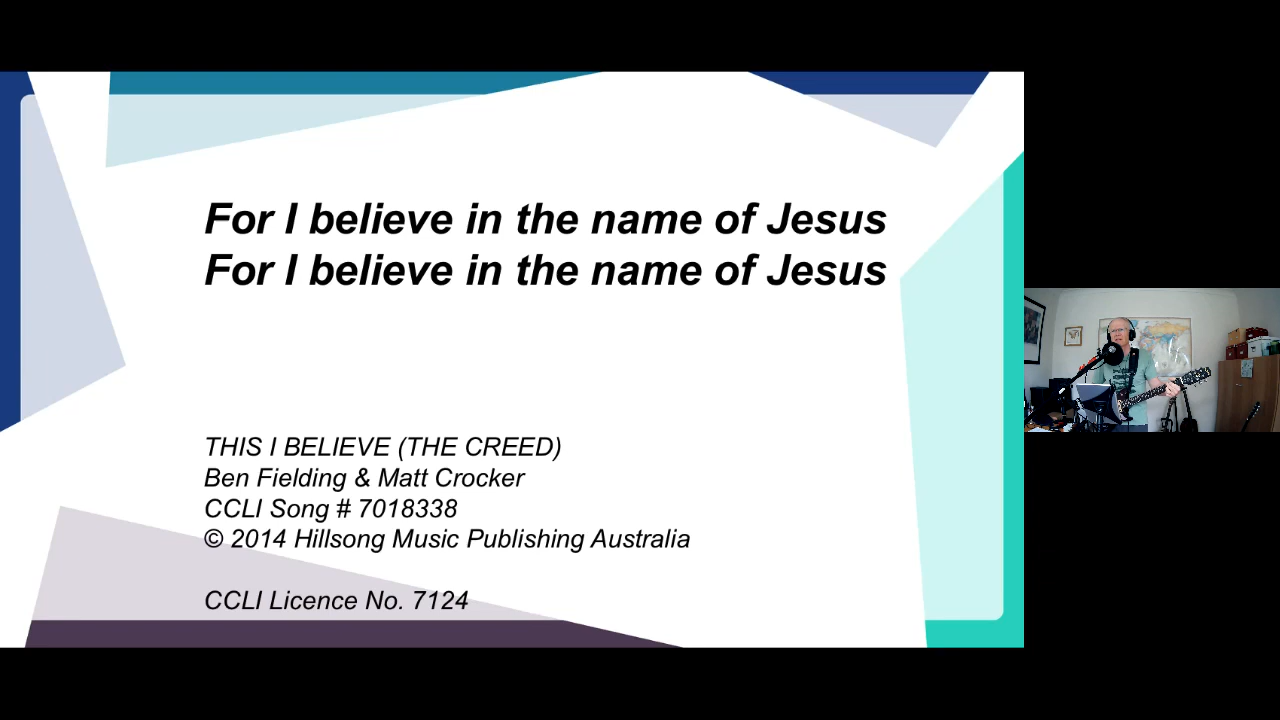 For I believe in the name of Jesus
For I believe in the name of Jesus
THIS I BELIEVE (THE CREED)
Ben Fielding & Matt Crocker
CCLI Song # 7018338
© 2014 Hillsong Music Publishing Australia
CCLI Licence No. 7124